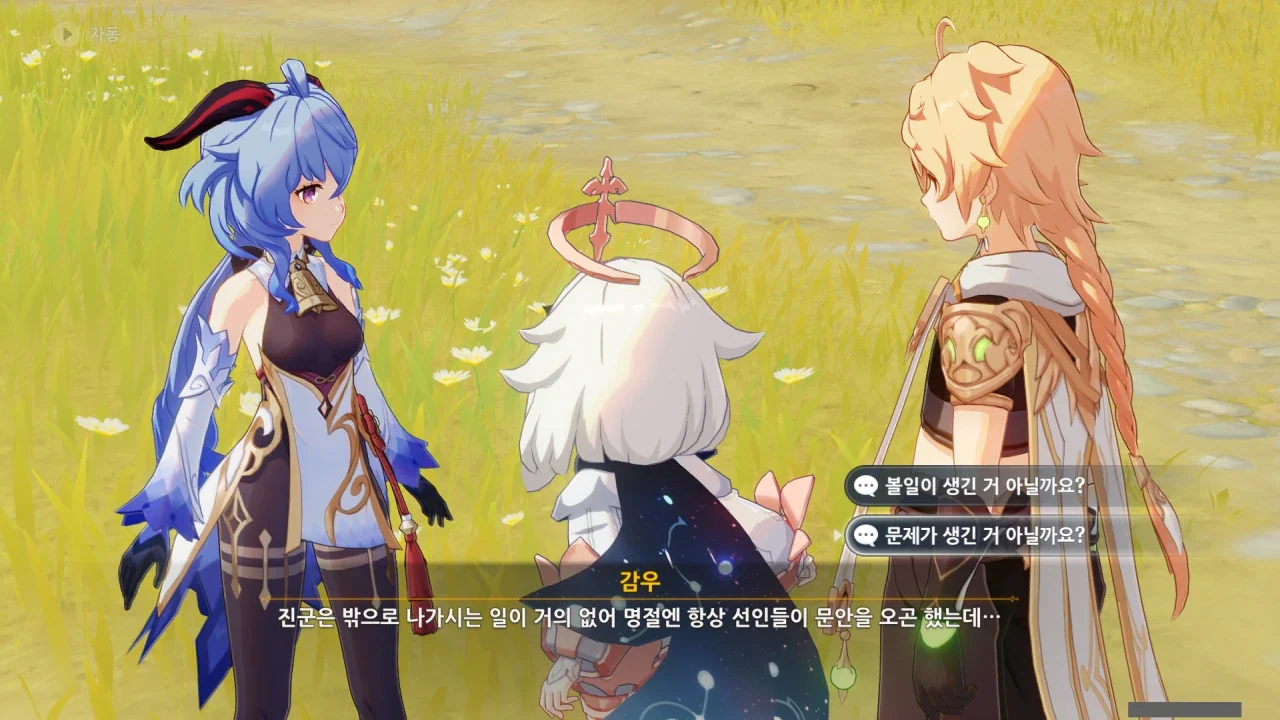 자동
볼일이 생긴 거 아닐까요?
문제가 생긴 거 아닐까요?
감우
진군은 밖으로 나가시는 일이 거의 없어 명절엔 항상 선인들이 문안을 오곤 했는데…